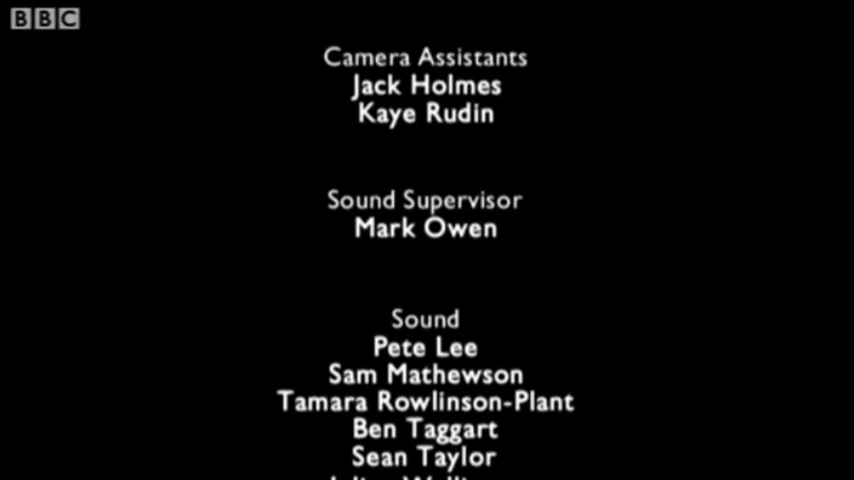 BBC
Camera Assistants
Jack Holmes
Kaye Rudin
Sound Supervisor
Mark Owen
Sound
Pete Lee
Sam Mathewson
Tamara Rowlinson-Plant
Ben Taggart
Sean Taylor